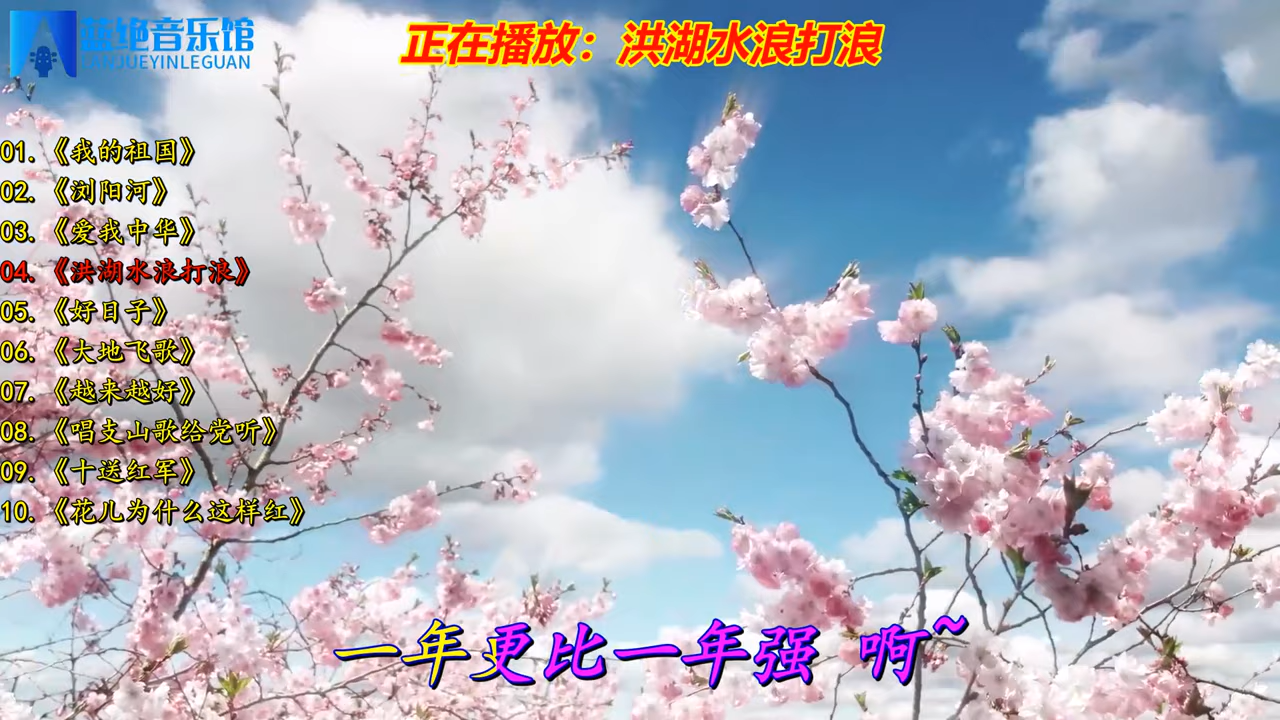 蓝绝音乐馆
LANJUEYINLEGUAN
正在播放：洪湖水浪打浪
01.《我的祖国》
02.《浏阳河》
03.《爱我中华》
04.《洪湖水浪打浪》
05.《好日子》
06.《大地飞歌》
07.《越来越好》
08.《唱支山歌给党听》
09.《十送红军》
10.《花儿为什么这样红》
一年更比一年强 啊~